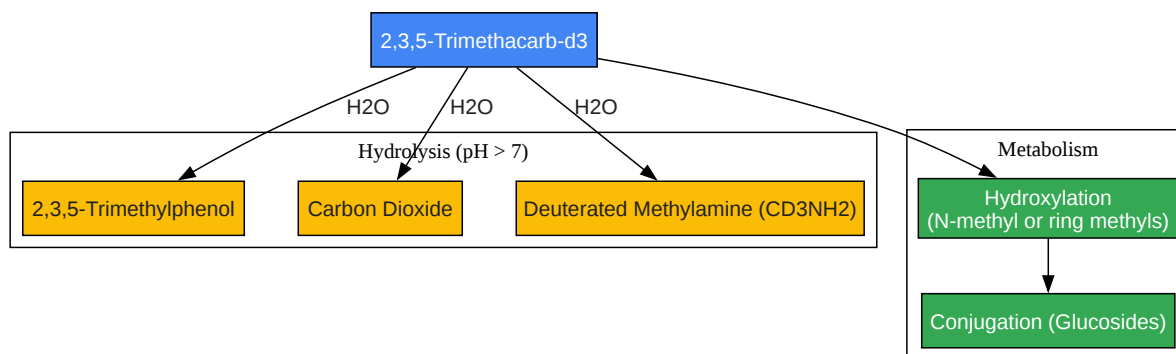 2,3,5-Trimethacarb-d3
H2O
H2O
H2O
Hydrolysis (pH > 7)
Metabolism
2,3,5-Trimethylphenol
Carbon Dioxide
Deuterated Methylamine (CD3NH2)
Hydroxylation
(N-methyl or ring methyls)
Conjugation (Glucosides)